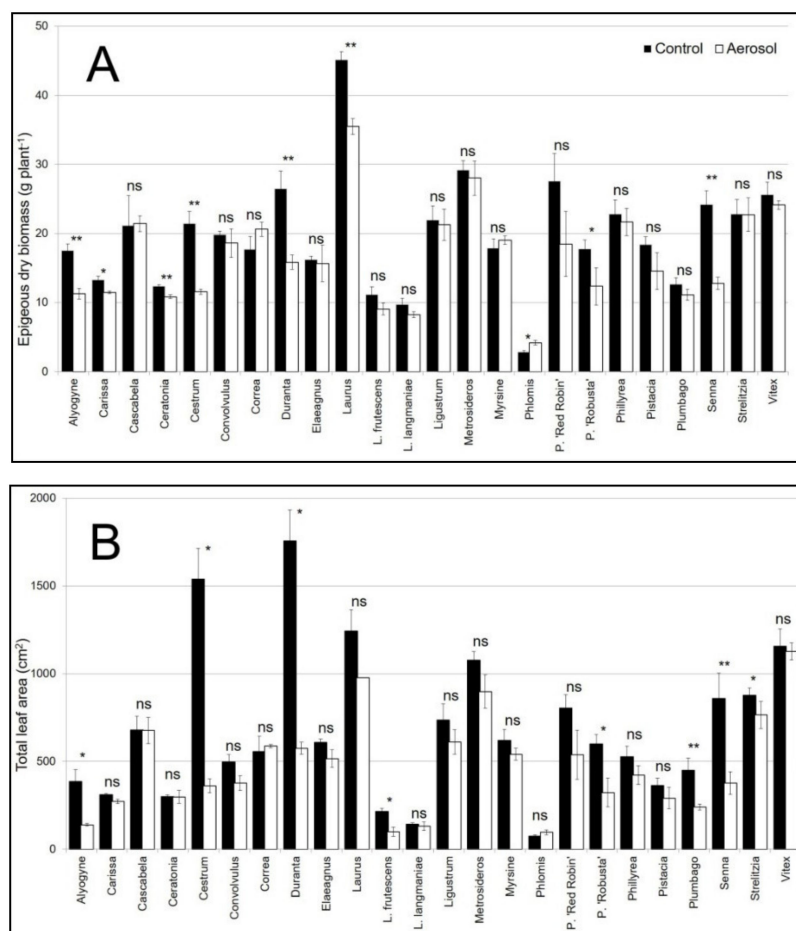 A
Control
Aerosol
Epigeous dry biomass (g plant⁻¹)
50
40
30
20
10
0
**
*
ns
**
**
ns
ns
**
ns
**
ns
ns
ns
ns
ns
*
ns
*
ns
ns
ns
**
ns
ns
Alyogyne
Carissa
Cascabela
Ceratonia
Cestrum
Convolvulus
Correa
Duranta
Elaeagnus
Laurus
L. frutescens
L. langmaniae
Ligustrum
Metrosideros
Myrsine
Phlomis
P. 'Red Robin'
P. 'Robusta'
Phillyrea
Pistacia
Plumbago
Senna
Strelitzia
Vitex
B
Total leaf area (cm²)
2000
1500
1000
500
0
*
ns
ns
ns
*
ns
ns
*
ns
ns
*
ns
ns
ns
ns
ns
ns
*
ns
ns
**
**
*
ns
Alyogyne
Carissa
Cascabela
Ceratonia
Cestrum
Convolvulus
Correa
Duranta
Elaeagnus
Laurus
L. frutescens
L. langmaniae
Ligustrum
Metrosideros
Myrsine
Phlomis
P. 'Red Robin'
P. 'Robusta'
Phillyrea
Pistacia
Plumbago
Senna
Strelitzia
Vitex